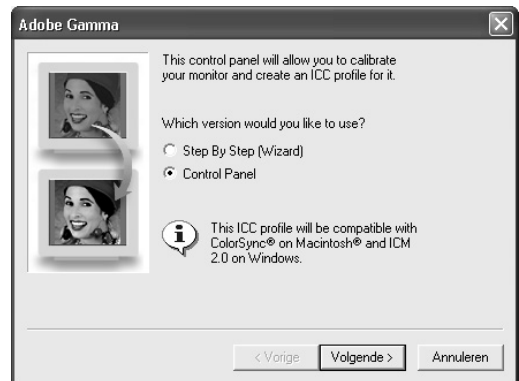 Adobe Gamma
This control panel will allow you to calibrate
your monitor and create an ICC profile for it.
Which version would you like to use?
Step By Step (Wizard)
Control Panel
This ICC profile will be compatible with
ColorSync® on Macintosh® and ICM
2.0 on Windows.
< Vorige
Volgende >
Annuleren